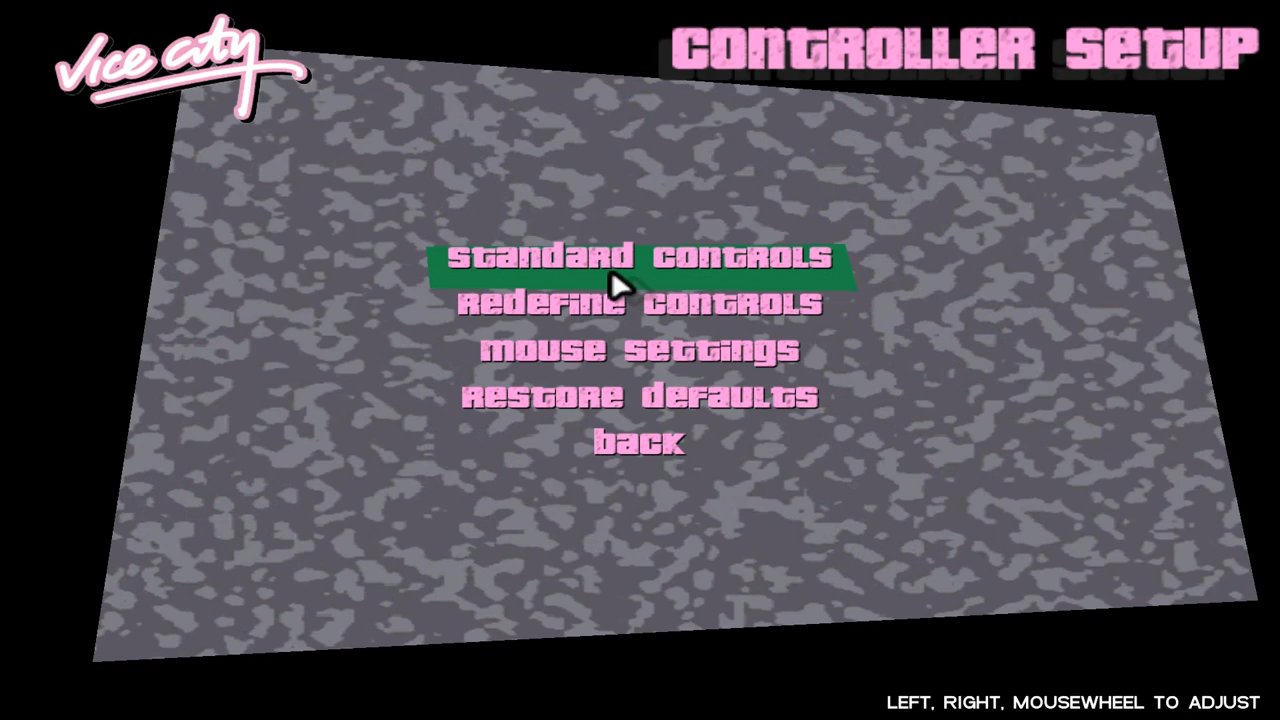 vice city
CONTROLLER SETUP
STANDARD CONTROLS
REDEFINE CONTROLS
MOUSE SETTINGS
RESTORE DEFAULTS
BACK
LEFT, RIGHT, MOUSEWHEEL TO ADJUST